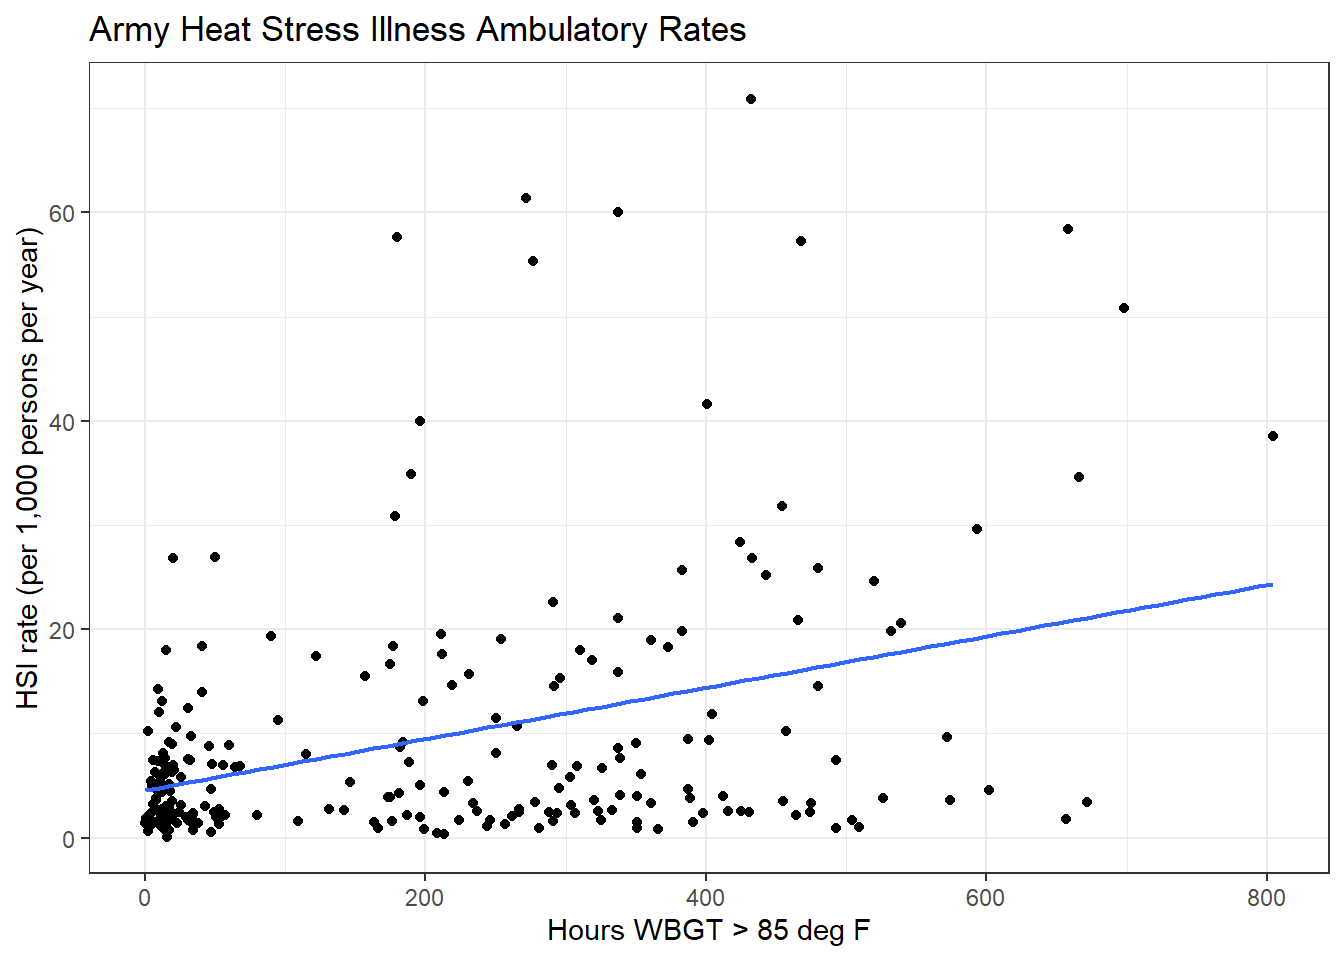 Army Heat Stress Illness Ambulatory Rates
HSI rate (per 1,000 persons per year)
60
40
20
0
0 200 400 600 800
Hours WBGT > 85 deg F